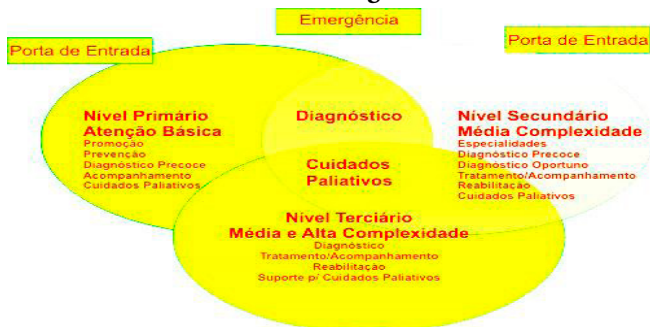 Emergência
Porta de Entrada
Porta de Entrada
Nível Primário
Atenção Básica
Promoção
Prevenção
Diagnóstico Precoce
Acompanhamento
Cuidados Paliativos
Diagnóstico
Nível Secundário
Média Complexidade
Especialidades
Diagnóstico Precoce
Diagnóstico Oportuno
Tratamento/Acompanhamento
Reabilitação
Cuidados Paliativos
Cuidados
Paliativos
Nível Terciário
Média e Alta Complexidade
Diagnóstico
Tratamento/Acompanhamento
Reabilitação
Suporte p/ Cuidados Paliativos